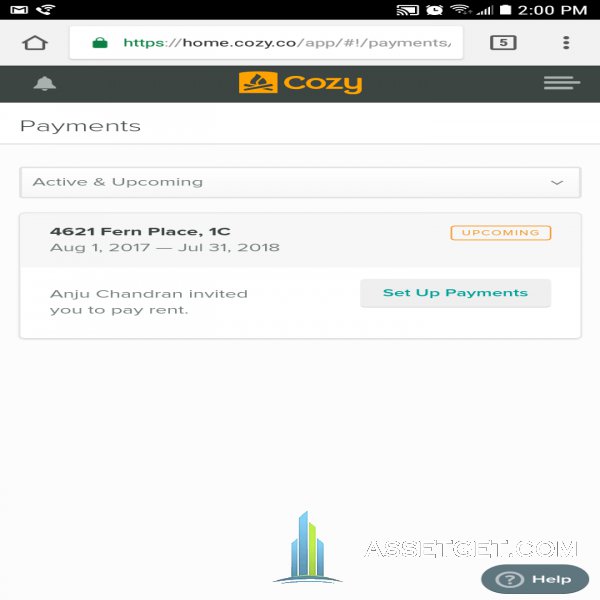 2:00 PM
https://home.cozy.co/app/#!/payments/
5
Cozy
Payments
Active & Upcoming
4621 Fern Place, 1C
UPCOMING
Aug 1, 2017 — Jul 31, 2018
Anju Chandran invited
you to pay rent.
Set Up Payments
ASSETGET.COM
Help